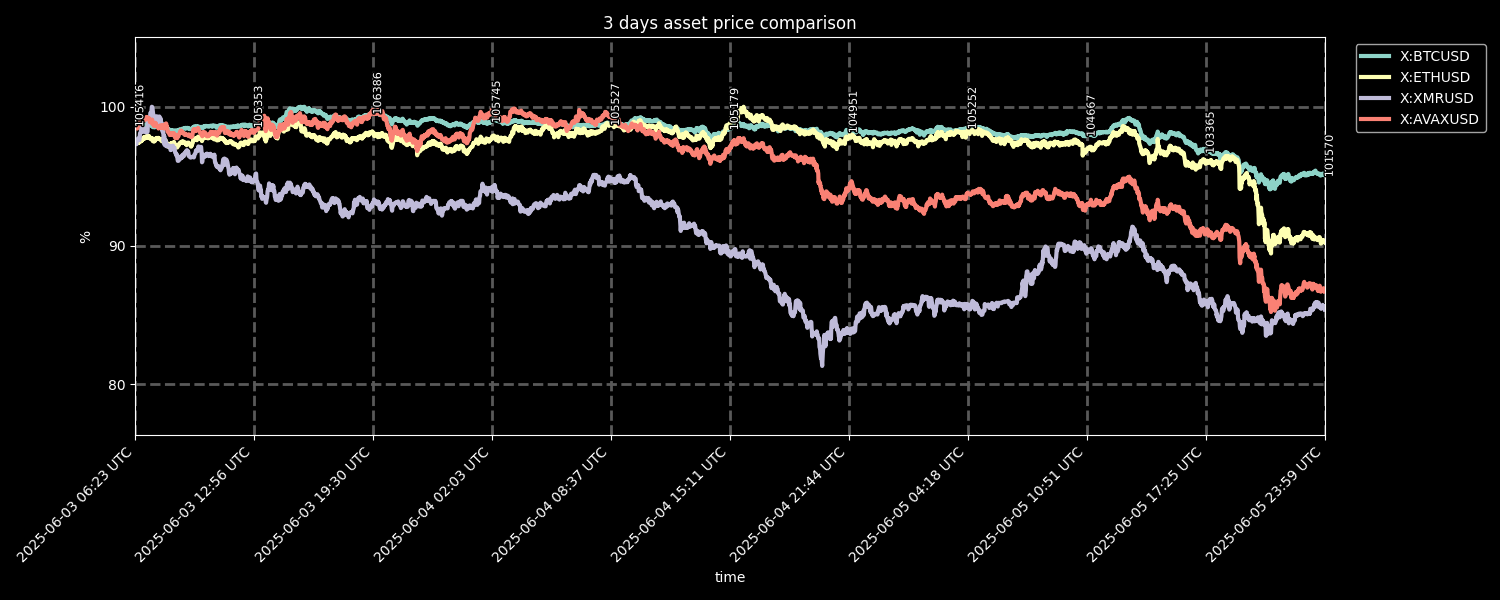 3 days asset price comparison
X:BTCUSD
X:ETHUSD
X:XMRUSD
X:AVAXUSD
100
90
80
%
105416
105353
106386
105745
105527
105179
104951
105252
104667
103365
101570
2025-06-03 06:23 UTC
2025-06-03 12:56 UTC
2025-06-03 19:30 UTC
2025-06-04 02:03 UTC
2025-06-04 08:37 UTC
2025-06-04 15:11 UTC
2025-06-04 21:44 UTC
2025-06-05 04:18 UTC
2025-06-05 10:51 UTC
2025-06-05 17:25 UTC
2025-06-05 23:59 UTC
time